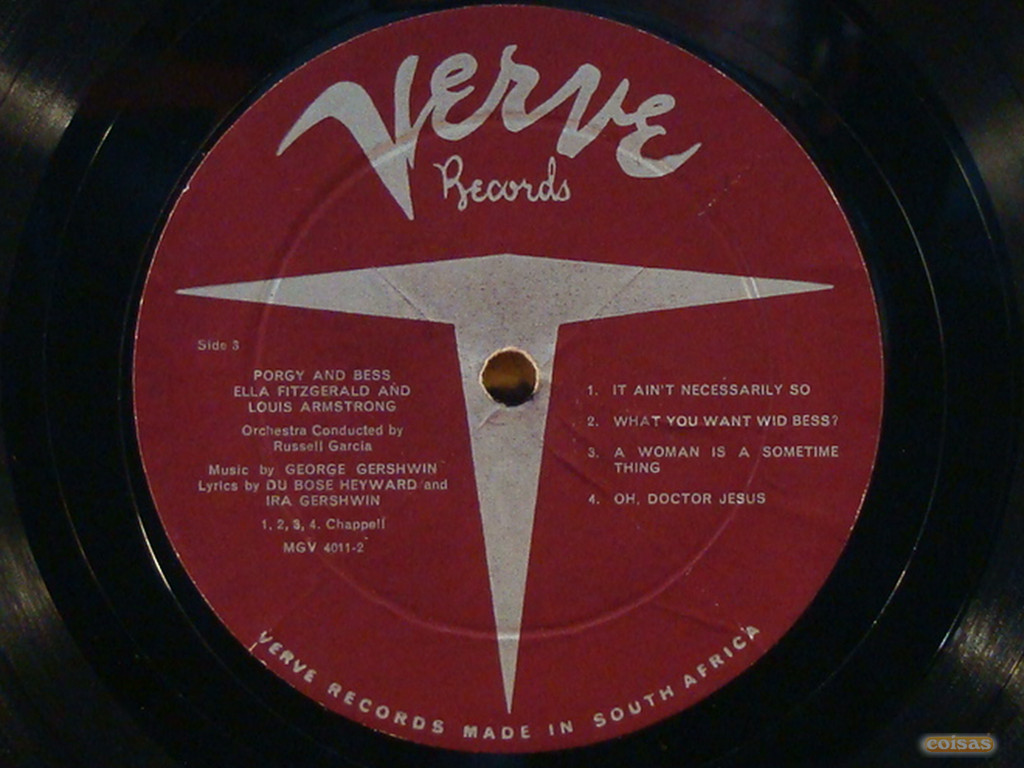 Verve
Records
Side 3
PORGY AND BESS
ELLA FITZGERALD AND
LOUIS ARMSTRONG
Orchestra Conducted by
Russell Garcia
Music by GEORGE GERSHWIN
Lyrics by DU BOSE HEYWARD and
IRA GERSHWIN
1, 2, 3, 4. Chappell
MGV 4011-2
1. IT AIN'T NECESSARILY SO
2. WHAT YOU WANT WID BESS?
3. A WOMAN IS A SOMETIME
THING
4. OH, DOCTOR JESUS
VERVE RECORDS MADE IN SOUTH AFRICA
coisas